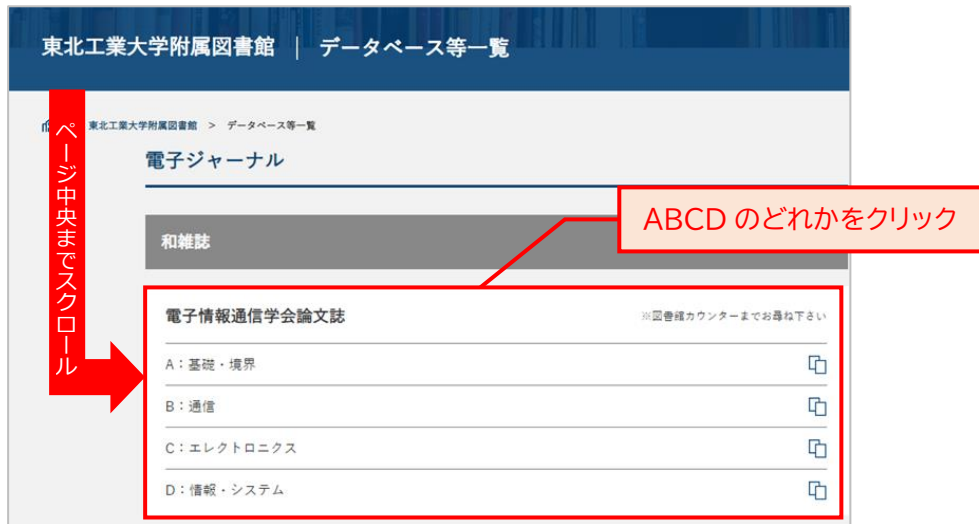 東北工業大学附属図書館 | データベース等一覧
東北工業大学附属図書館 > データベース等一覧
ページ中央までスクロール
電子ジャーナル
ABCD のどれかをクリック
和雑誌
電子情報通信学会論文誌
※図書館カウンターまでお尋ね下さい
A:基礎・境界
B:通信
C:エレクトロニクス
D:情報・システム